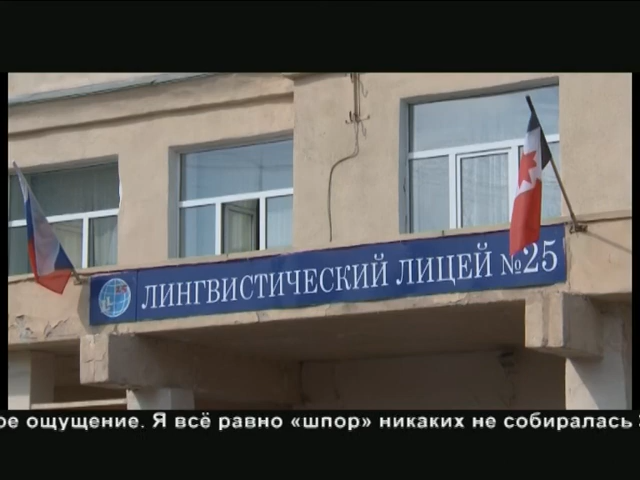 ЛИНГВИСТИЧЕСКИЙ ЛИЦЕЙ №25
ое ощущение. Я всё равно «шпор» никаких не собиралась